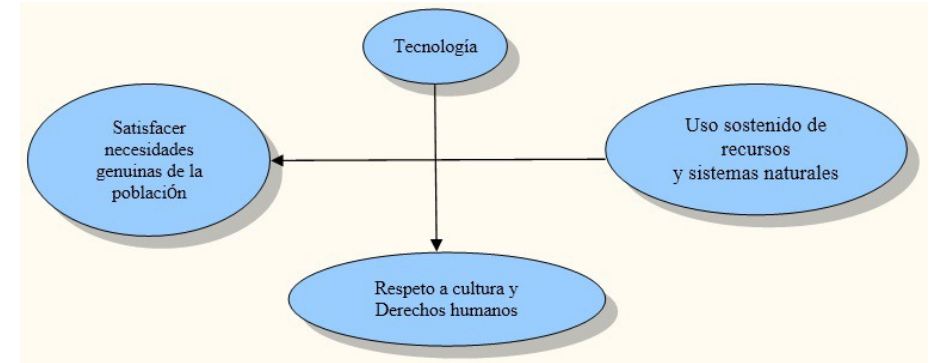 Tecnología
Satisfacer
necesidades
genuinas de la
población
Uso sostenido de
recursos
y sistemas naturales
Respeto a cultura y
Derechos humanos